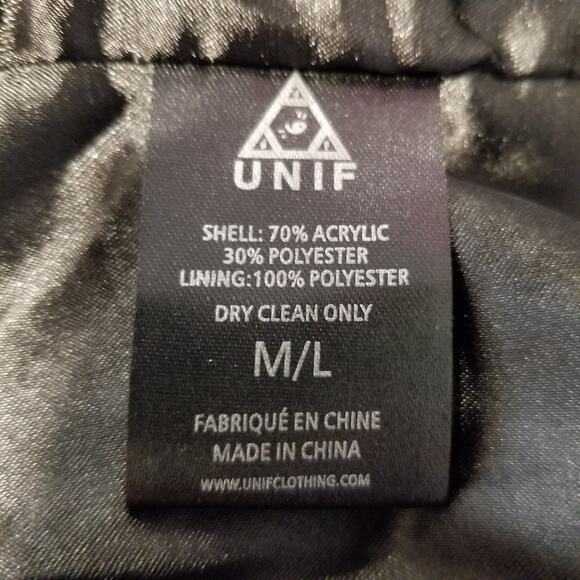 UNIF
SHELL: 70% ACRYLIC
30% POLYESTER
LINING:100% POLYESTER
DRY CLEAN ONLY
M/L
FABRIQUÉ EN CHINE
MADE IN CHINA
WWW.UNIFCLOTHING.COM